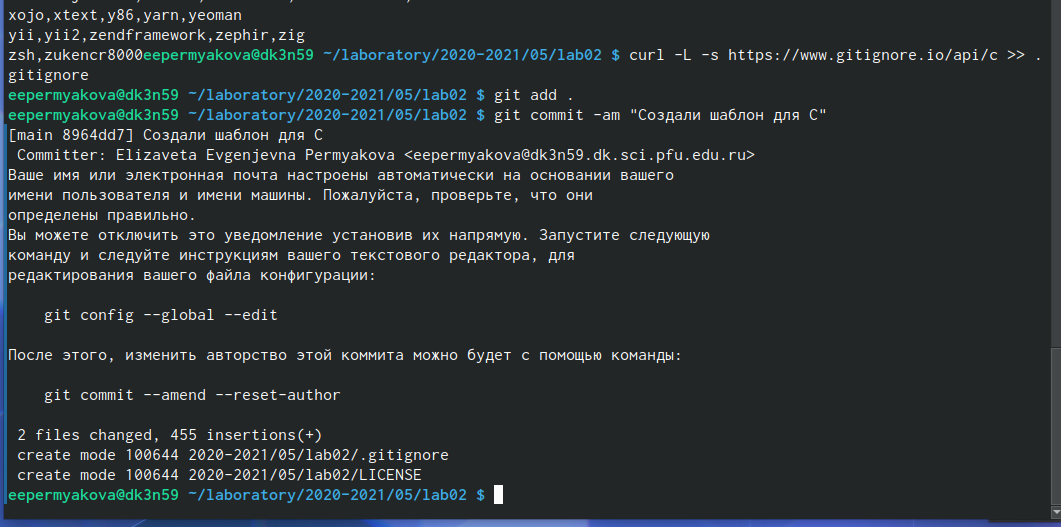 xojo,xtext,y86,yarn,yeoman
yii,yii2,zendframework,zephir,zig
zsh,zukencr8000eepermyakova@dk3n59 ~/laboratory/2020-2021/05/lab02 $ curl -L -s https://www.gitignore.io/api/c >> .
gitignore
eepermyakova@dk3n59 ~/laboratory/2020-2021/05/lab02 $ git add .
eepermyakova@dk3n59 ~/laboratory/2020-2021/05/lab02 $ git commit -am "Создали шаблон для С"
[main 8964dd7] Создали шаблон для С
 Committer: Elizaveta Evgenjevna Permyakova <eepermyakova@dk3n59.dk.sci.pfu.edu.ru>
Ваше имя или электронная почта настроены автоматически на основании вашего
имени пользователя и имени машины. Пожалуйста, проверьте, что они
определены правильно.
Вы можете отключить это уведомление установив их напрямую. Запустите следующую
команду и следуйте инструкциям вашего текстового редактора, для
редактирования вашего файла конфигурации:
    git config --global --edit
После этого, изменить авторство этой коммита можно будет с помощью команды:
    git commit --amend --reset-author
 2 files changed, 455 insertions(+)
 create mode 100644 2020-2021/05/lab02/.gitignore
 create mode 100644 2020-2021/05/lab02/LICENSE
eepermyakova@dk3n59 ~/laboratory/2020-2021/05/lab02 $